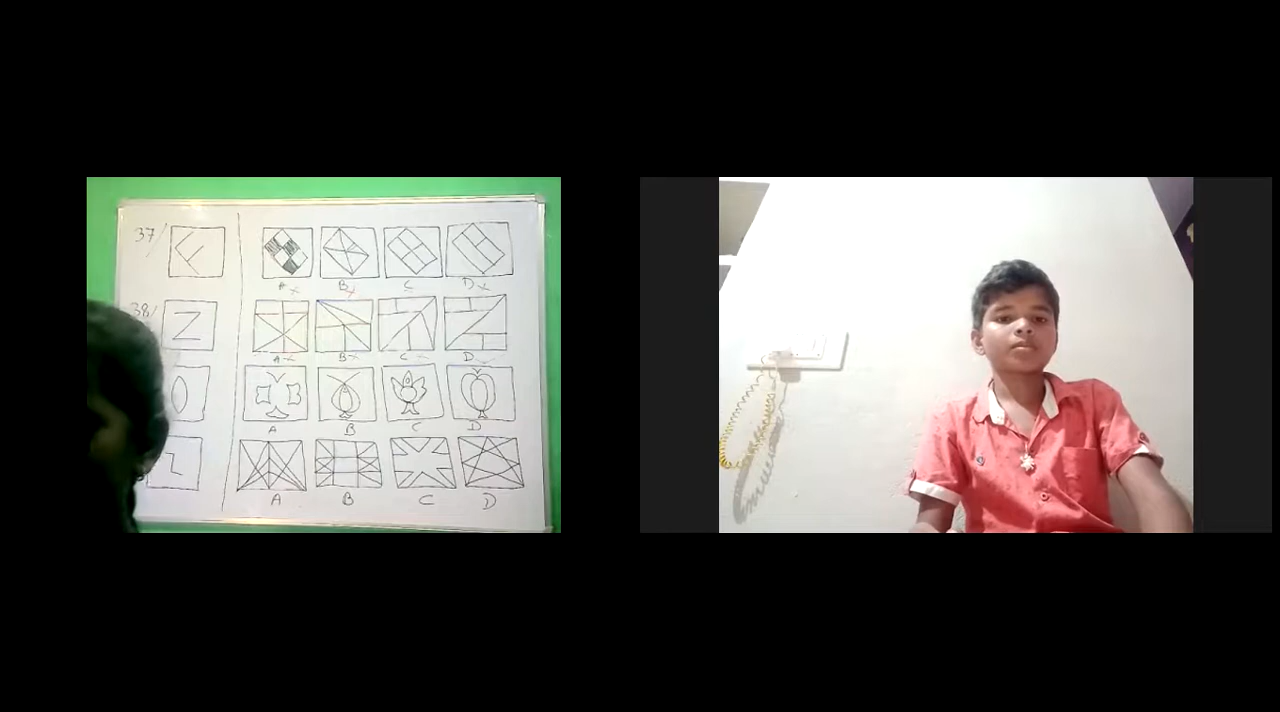 37/
A x B x C D x
38/
A x B x C D
A B C D
A B C D